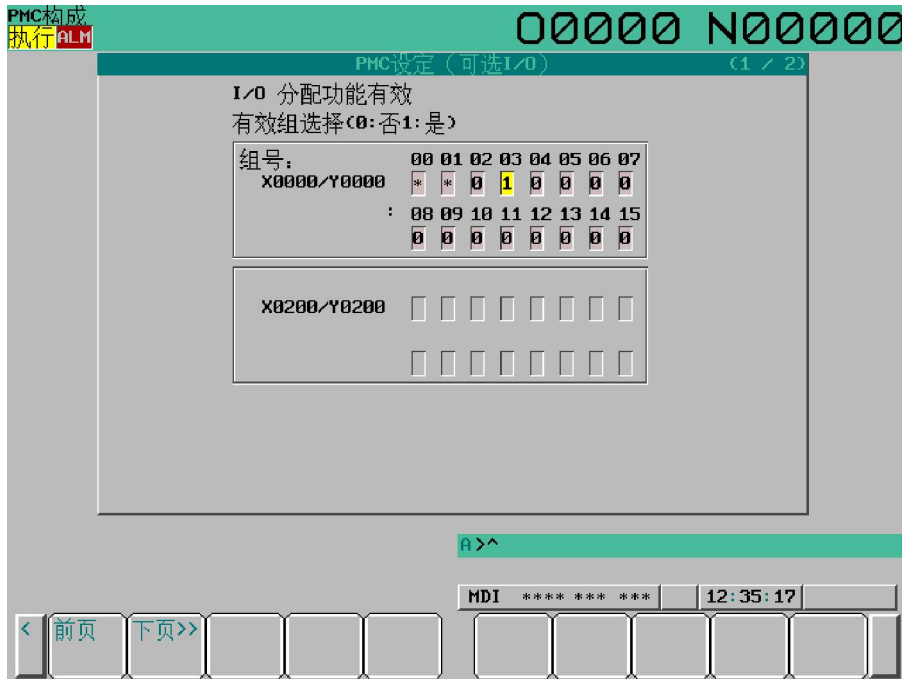 PMC构成
执行 ALM
O0000 N00000
PMC设定（可选I/O） (1 / 2)
I/O 分配功能有效
有效组选择(0:否1:是)
组号: 00 01 02 03 04 05 06 07
X0000/Y0000 * * 0 1 0 0 0 0
: 08 09 10 11 12 13 14 15
0 0 0 0 0 0 0 0
X0200/Y0200
A>^
MDI **** *** *** 12:35:17
< 前页 下页>>